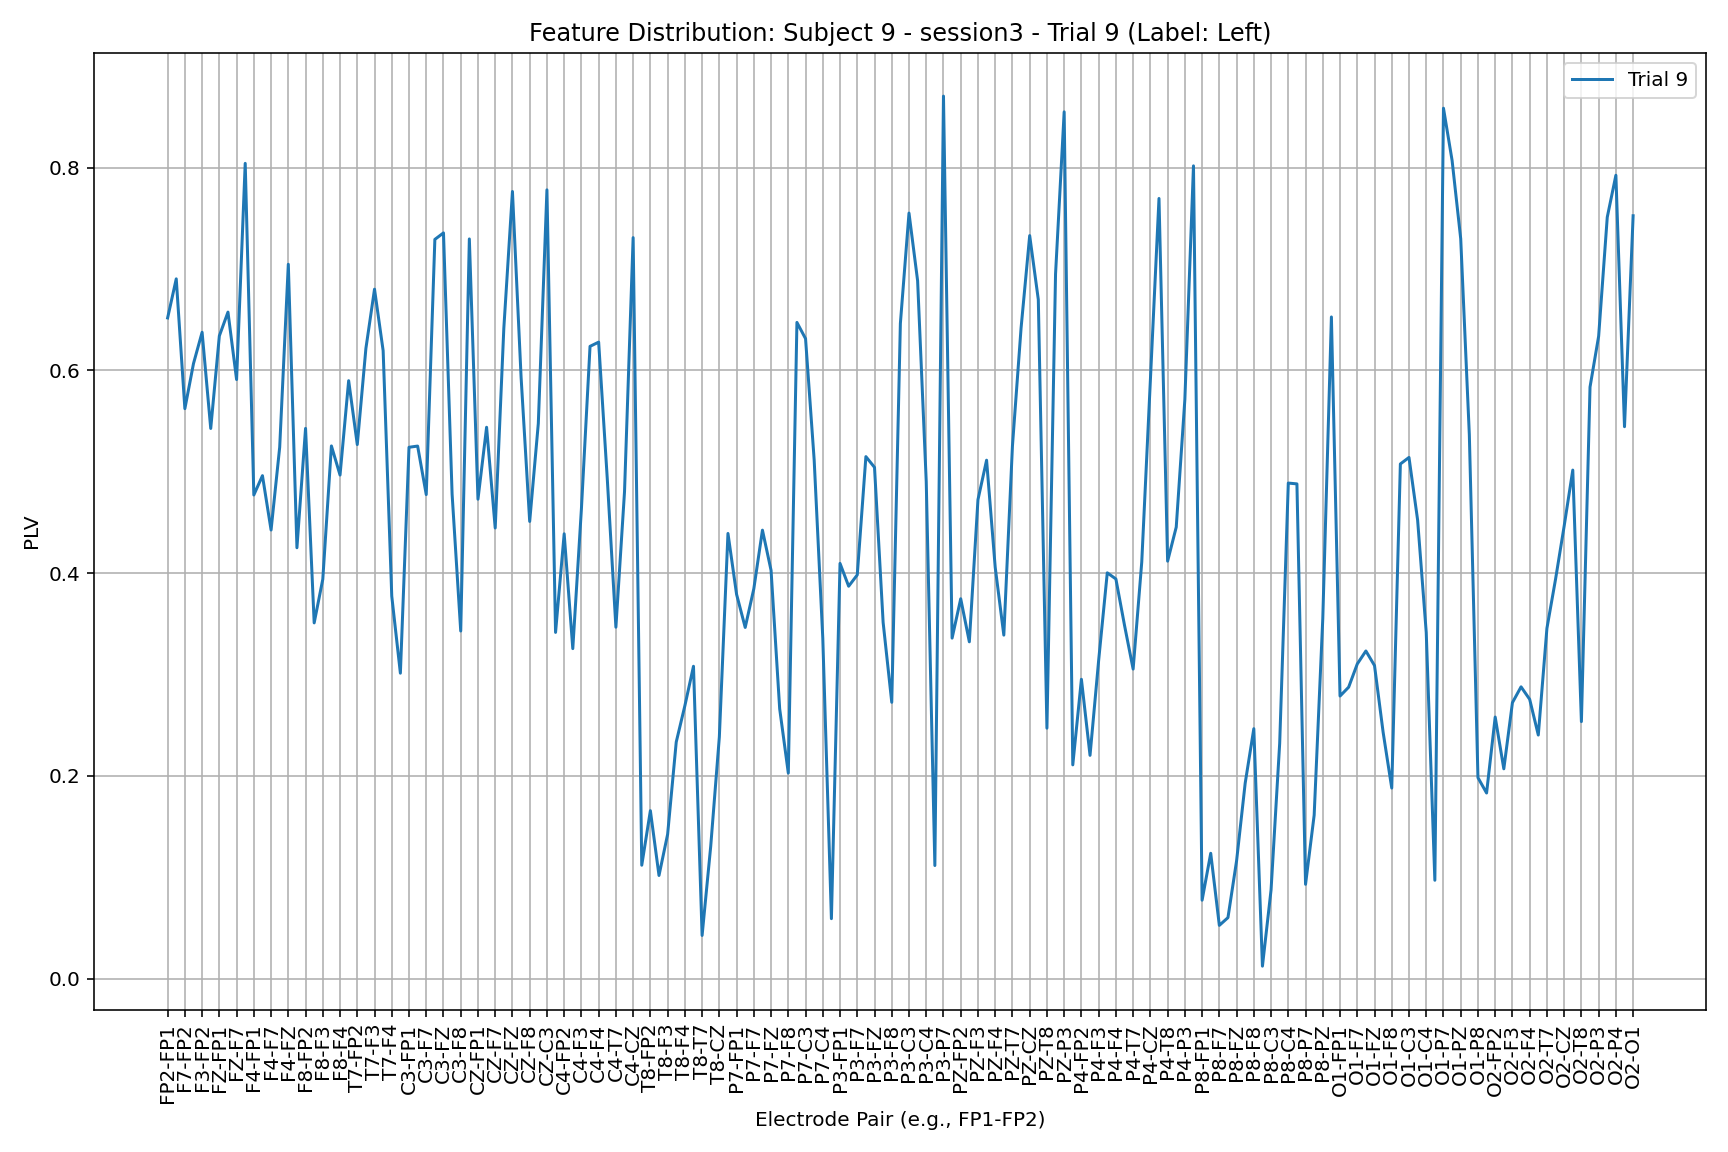 Feature Distribution: Subject 9 - session3 - Trial 9 (Label: Left)
Trial 9
PLV
0.8
0.6
0.4
0.2
0.0
FP2-FP1
F7-FP2
F3-FP2
FZ-FP1
FZ-F7
F4-FP1
F4-F7
F4-FZ
F8-FP2
F8-F3
F8-F4
T7-FP2
T7-F3
T7-F4
C3-FP1
C3-F7
C3-FZ
C3-F8
CZ-FP1
CZ-F7
CZ-FZ
CZ-F8
CZ-C3
C4-FP2
C4-F3
C4-F4
C4-T7
C4-CZ
T8-FP2
T8-F3
T8-F4
T8-T7
T8-CZ
P7-FP1
P7-F7
P7-FZ
P7-F8
P7-C3
P7-C4
P3-FP1
P3-F7
P3-FZ
P3-F8
P3-C3
P3-C4
P3-P7
PZ-FP2
PZ-F3
PZ-F4
PZ-T7
PZ-CZ
PZ-T8
PZ-P3
P4-FP2
P4-F3
P4-F4
P4-T7
P4-CZ
P4-T8
P4-P3
P8-FP1
P8-F7
P8-FZ
P8-F8
P8-C3
P8-C4
P8-P7
P8-PZ
O1-FP1
O1-F7
O1-FZ
O1-F8
O1-C3
O1-C4
O1-P7
O1-PZ
O1-P8
O2-FP2
O2-F3
O2-F4
O2-T7
O2-CZ
O2-T8
O2-P3
O2-P4
O2-O1
Electrode Pair (e.g., FP1-FP2)